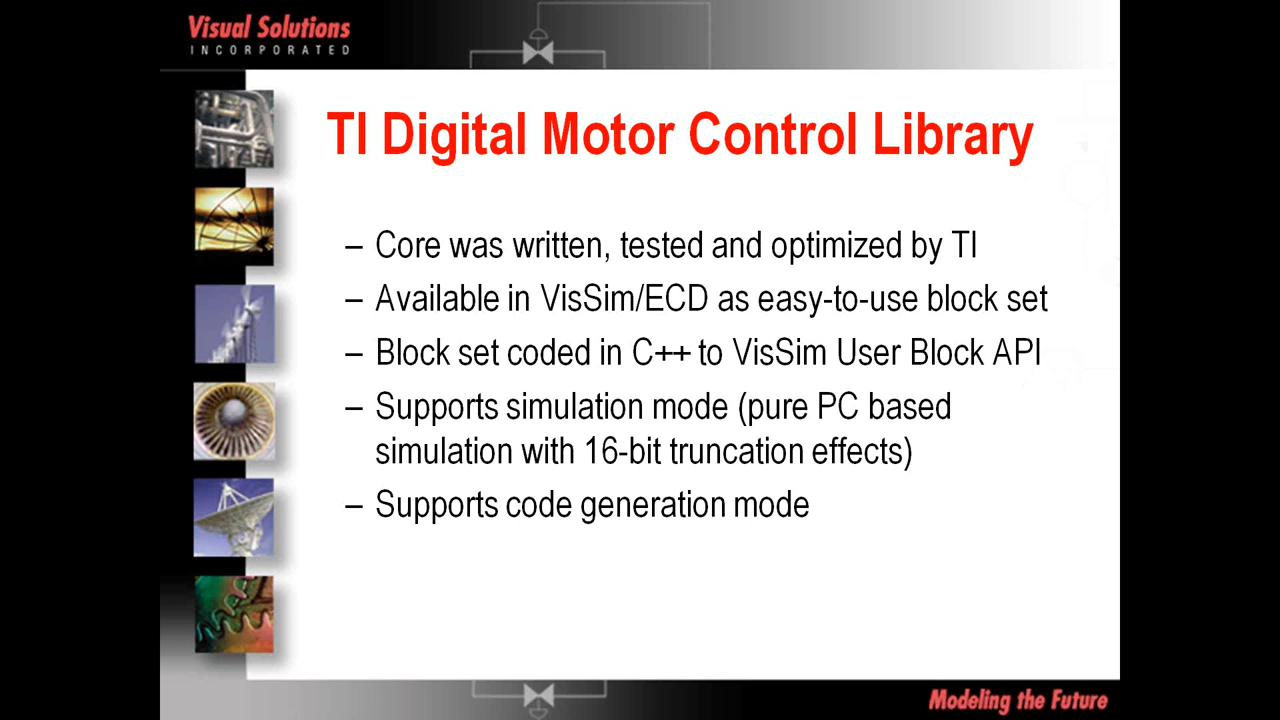 Visual Solutions
INCORPORATED
TI Digital Motor Control Library
– Core was written, tested and optimized by TI
– Available in VisSim/ECD as easy-to-use block set
– Block set coded in C++ to VisSim User Block API
– Supports simulation mode (pure PC based
simulation with 16-bit truncation effects)
– Supports code generation mode
Modeling the Future